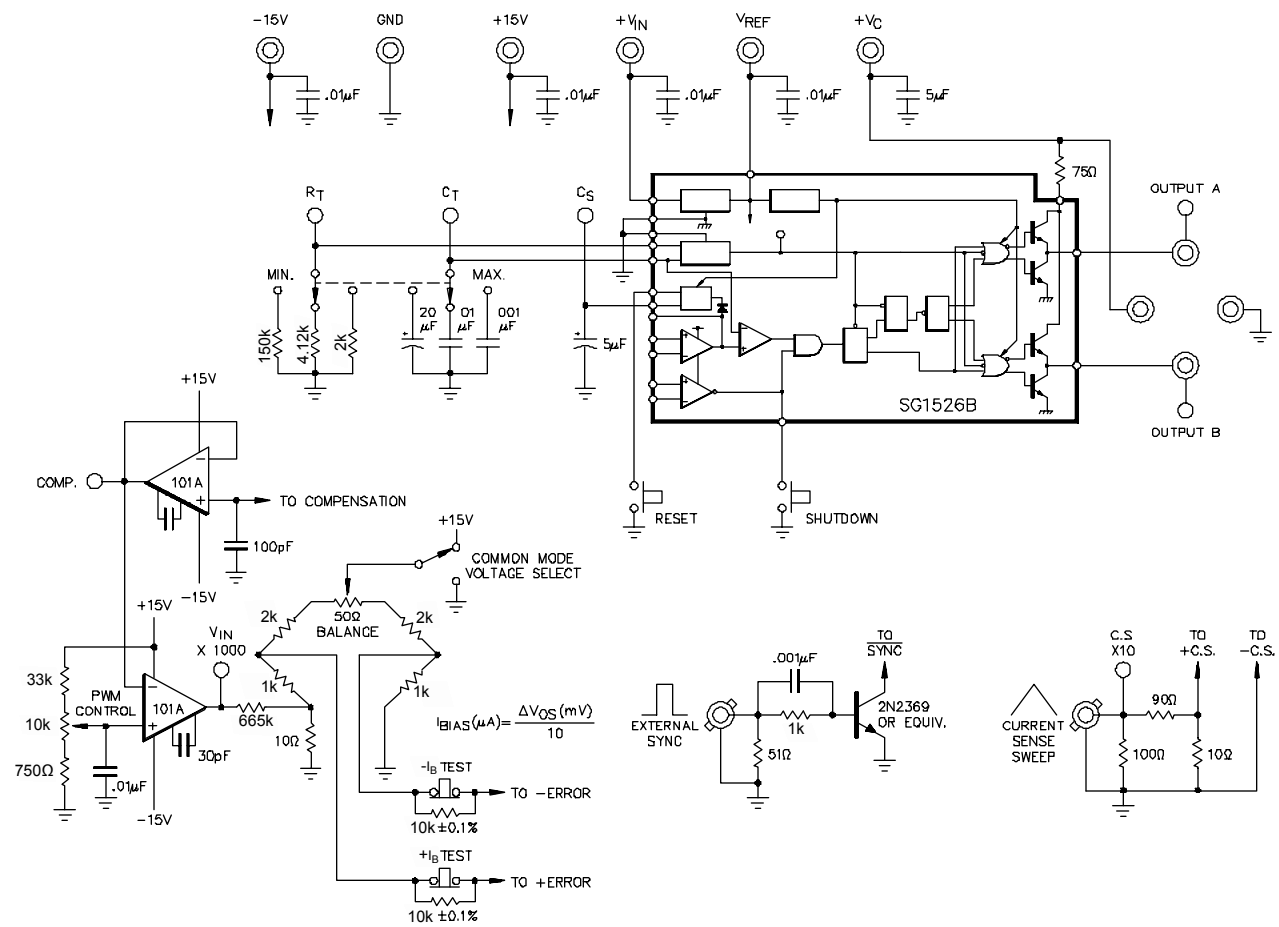 -15V
GND
+15V
+VIN
VREF
+VC
.01µF
.01µF
.01µF
.01µF
5µF
75Ω
RT
CT
CS
OUTPUT A
MIN.
MAX.
150k
4.12k
2k
20 µF
.01 µF
.001 µF
5µF
SG1526B
OUTPUT B
+15V
COMP.
101A
−
+
TO COMPENSATION
100pF
-15V
RESET
SHUTDOWN
+15V
COMMON MODE
VOLTAGE SELECT
+15V
VIN
X 1000
2k
50Ω
BALANCE
2k
33k
PWM
CONTROL
10k
750Ω
101A
−
+
665k
1k
1k
10Ω
30pF
.01µF
-15V
IBIAS(µA)=ΔVOS(mV)/10
-IB TEST
TO -ERROR
10k ±0.1%
+IB TEST
TO +ERROR
10k ±0.1%
TO
SYNC
.001µF
1k
2N2369
OR EQUIV.
EXTERNAL
SYNC
51Ω
C.S
X10
TO
+C.S.
TO
-C.S.
90Ω
CURRENT
SENSE
SWEEP
100Ω
10Ω